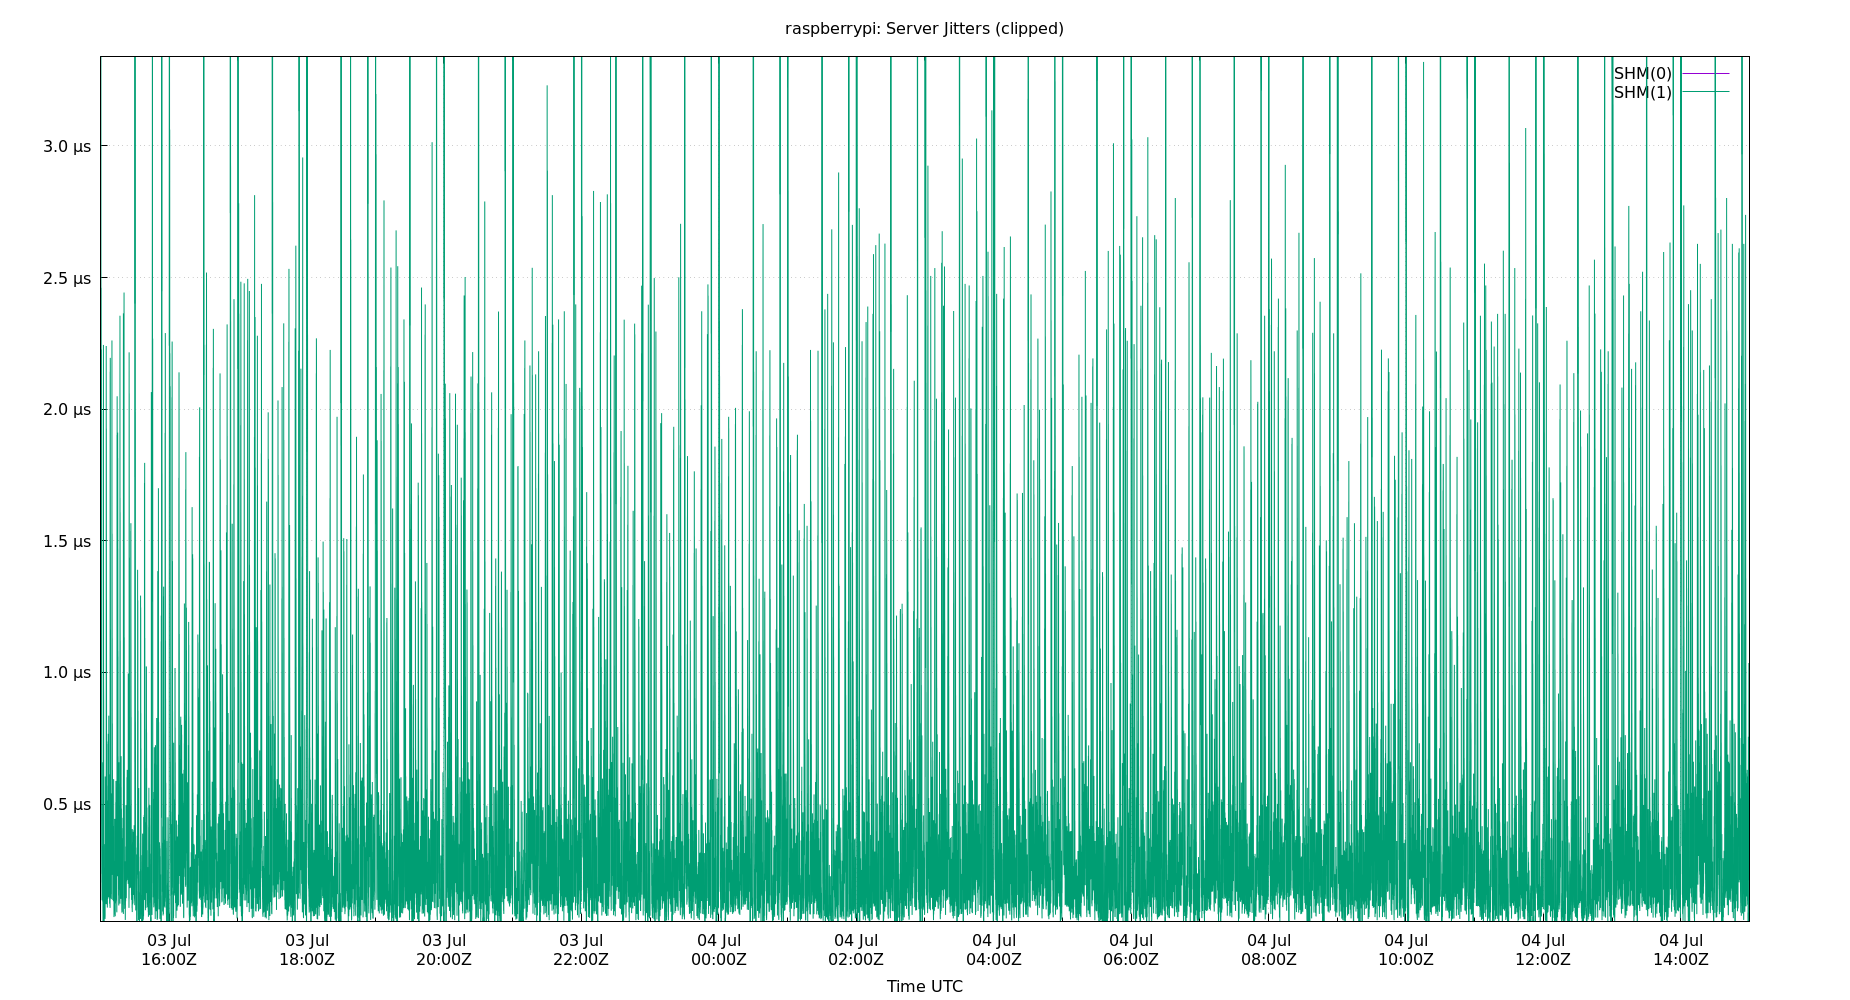 raspberrypi: Server Jitters (clipped)
SHM(0)
SHM(1)
3.0 µs
2.5 µs
2.0 µs
1.5 µs
1.0 µs
0.5 µs
03 Jul 03 Jul 03 Jul 03 Jul 04 Jul 04 Jul 04 Jul 04 Jul 04 Jul 04 Jul 04 Jul 04 Jul
16:00Z 18:00Z 20:00Z 22:00Z 00:00Z 02:00Z 04:00Z 06:00Z 08:00Z 10:00Z 12:00Z 14:00Z
Time UTC